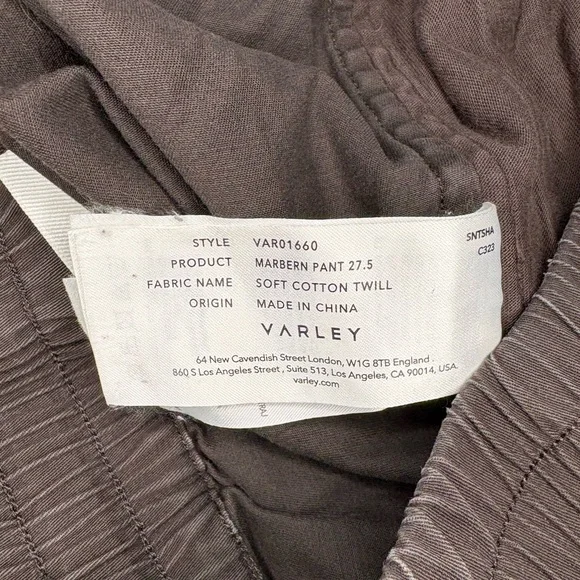 STYLE VAR01660
PRODUCT MARBERN PANT 27.5
FABRIC NAME SOFT COTTON TWILL
ORIGIN MADE IN CHINA
VARLEY
64 New Cavendish Street London, W1G 8TB England .
860 S Los Angeles Street , Suite 513, Los Angeles, CA 90014, USA.
varley.com
SNTSHA
C323